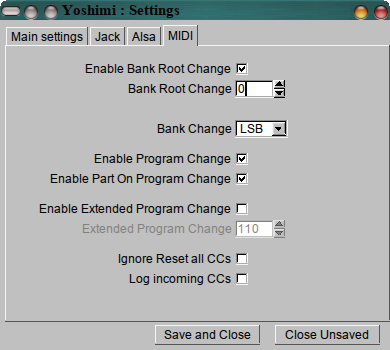 Yoshimi : Settings
Main settings Jack Alsa MIDI
Enable Bank Root Change
Bank Root Change 0
Bank Change LSB
Enable Program Change
Enable Part On Program Change
Enable Extended Program Change
Extended Program Change 110
Ignore Reset all CCs
Log incoming CCs
Save and Close Close Unsaved